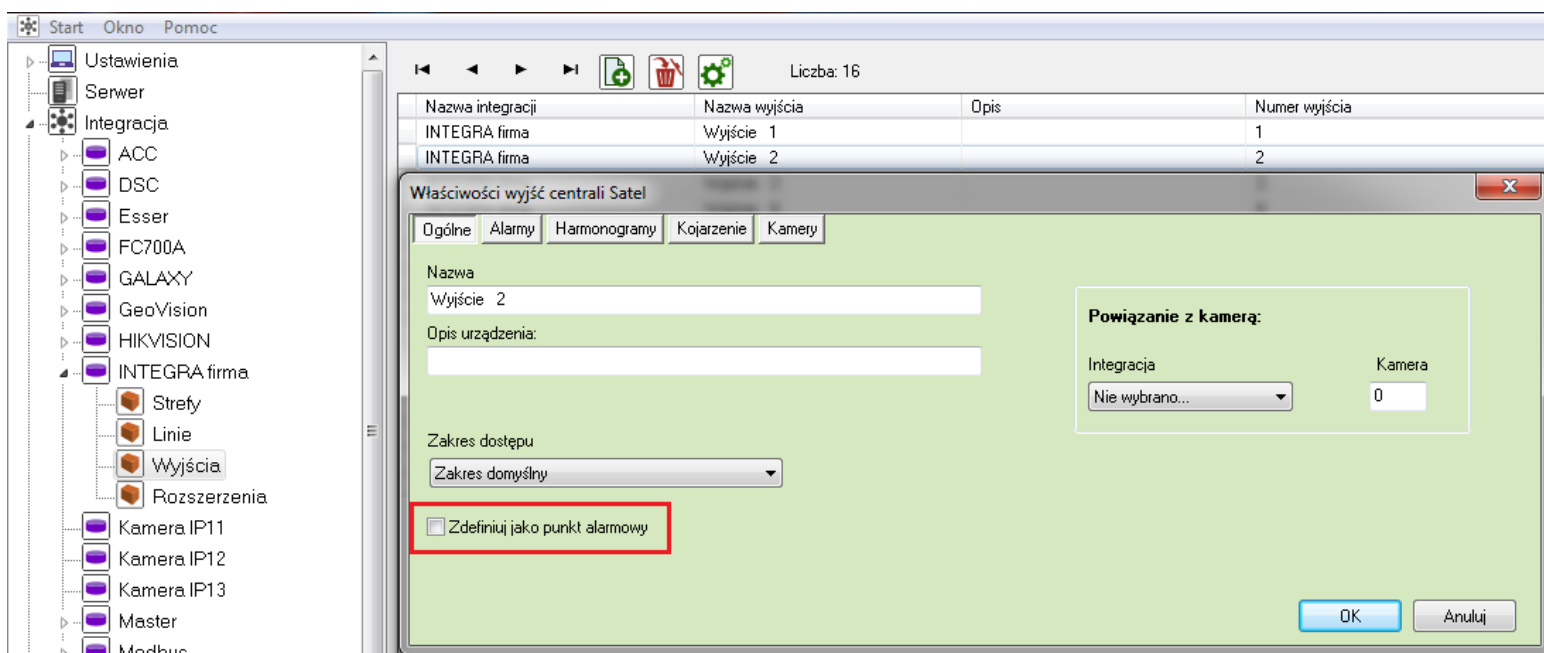 Start Okno Pomoc
Ustawienia
Serwer
Integracja
ACC
DSC
Esser
FC700A
GALAXY
GeoVision
HIKVISION
INTEGRA firma
Strefy
Linie
Wyjścia
Rozszerzenia
Kamera IP11
Kamera IP12
Kamera IP13
Master
Modbus
Liczba: 16
Nazwa integracji Nazwa wyjścia Opis Numer wyjścia
INTEGRA firma Wyjście 1 1
INTEGRA firma Wyjście 2 2
Właściwości wyjść centrali Satel
Ogólne Alarmy Harmonogramy Kojarzenie Kamery
Nazwa
Wyjście 2
Opis urządzenia:
Zakres dostępu
Zakres domyślny
Zdefiniuj jako punkt alarmowy
Powiązanie z kamerą:
Integracja Kamera
Nie wybrano... 0
OK Anuluj